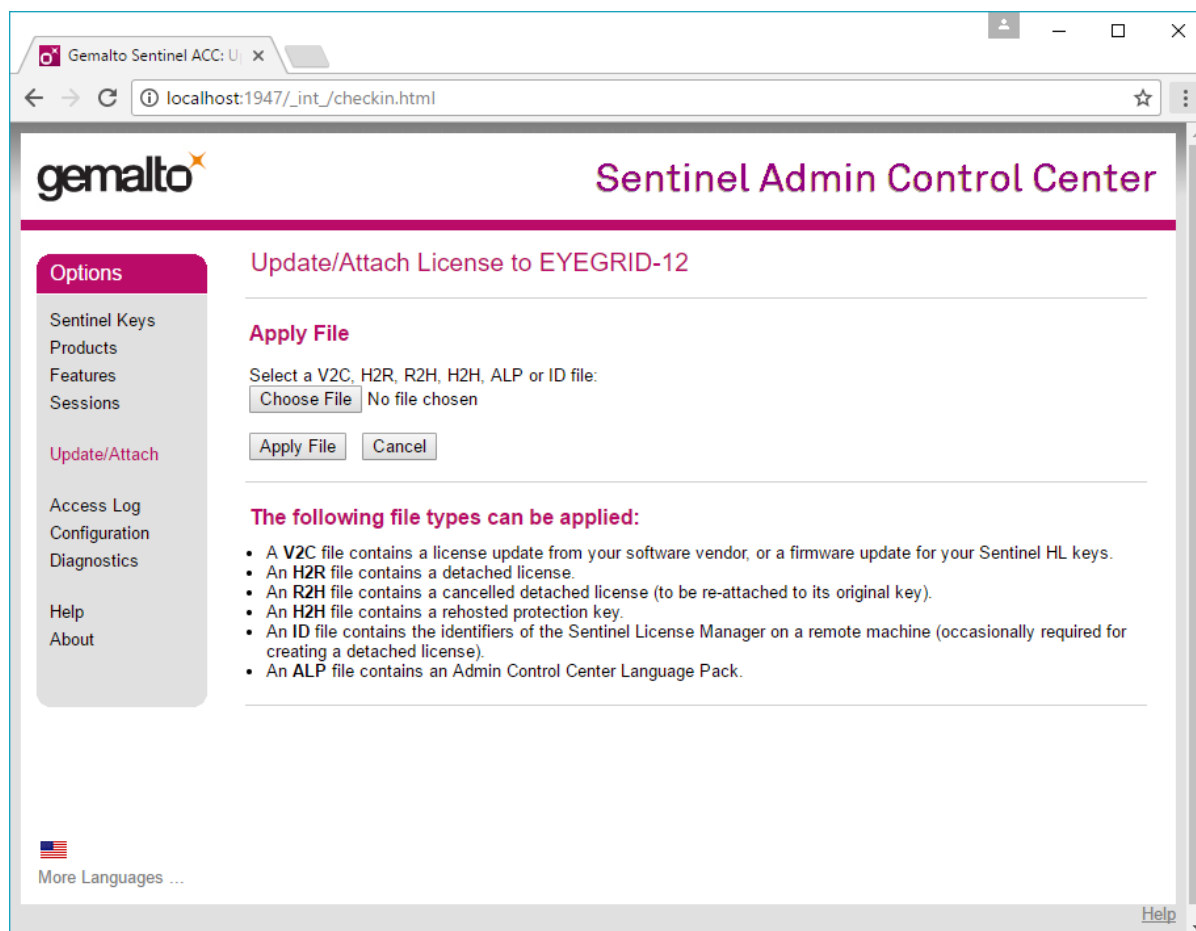 Gemalto Sentinel ACC: U
localhost:1947/_int_/checkin.html
gemalto
Sentinel Admin Control Center
Options
Sentinel Keys
Products
Features
Sessions
Update/Attach
Access Log
Configuration
Diagnostics
Help
About
Update/Attach License to EYEGRID-12
Apply File
Select a V2C, H2R, R2H, H2H, ALP or ID file:
Choose File No file chosen
Apply File Cancel
The following file types can be applied:
• A V2C file contains a license update from your software vendor, or a firmware update for your Sentinel HL keys.
• An H2R file contains a detached license.
• An R2H file contains a cancelled detached license (to be re-attached to its original key).
• An H2H file contains a rehosted protection key.
• An ID file contains the identifiers of the Sentinel License Manager on a remote machine (occasionally required for
creating a detached license).
• An ALP file contains an Admin Control Center Language Pack.
More Languages ...
Help